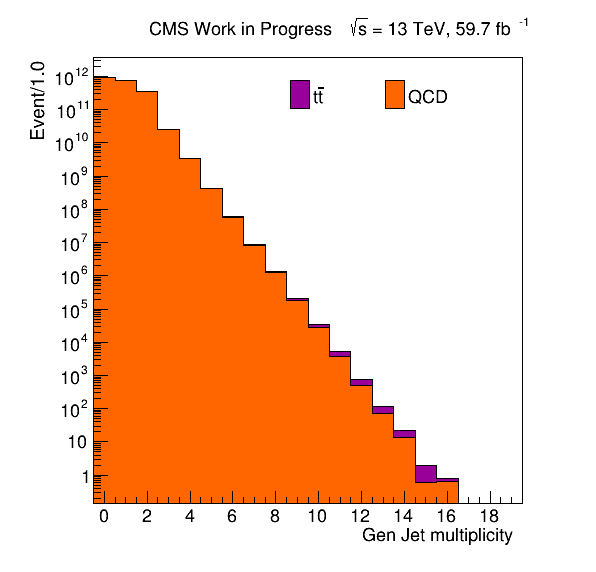 CMS Work in Progress √s = 13 TeV, 59.7 fb⁻¹
Event/1.0
tt̅ QCD
10¹²
10¹¹
10¹⁰
10⁹
10⁸
10⁷
10⁶
10⁵
10⁴
10³
10²
10
1
0 2 4 6 8 10 12 14 16 18
Gen Jet multiplicity